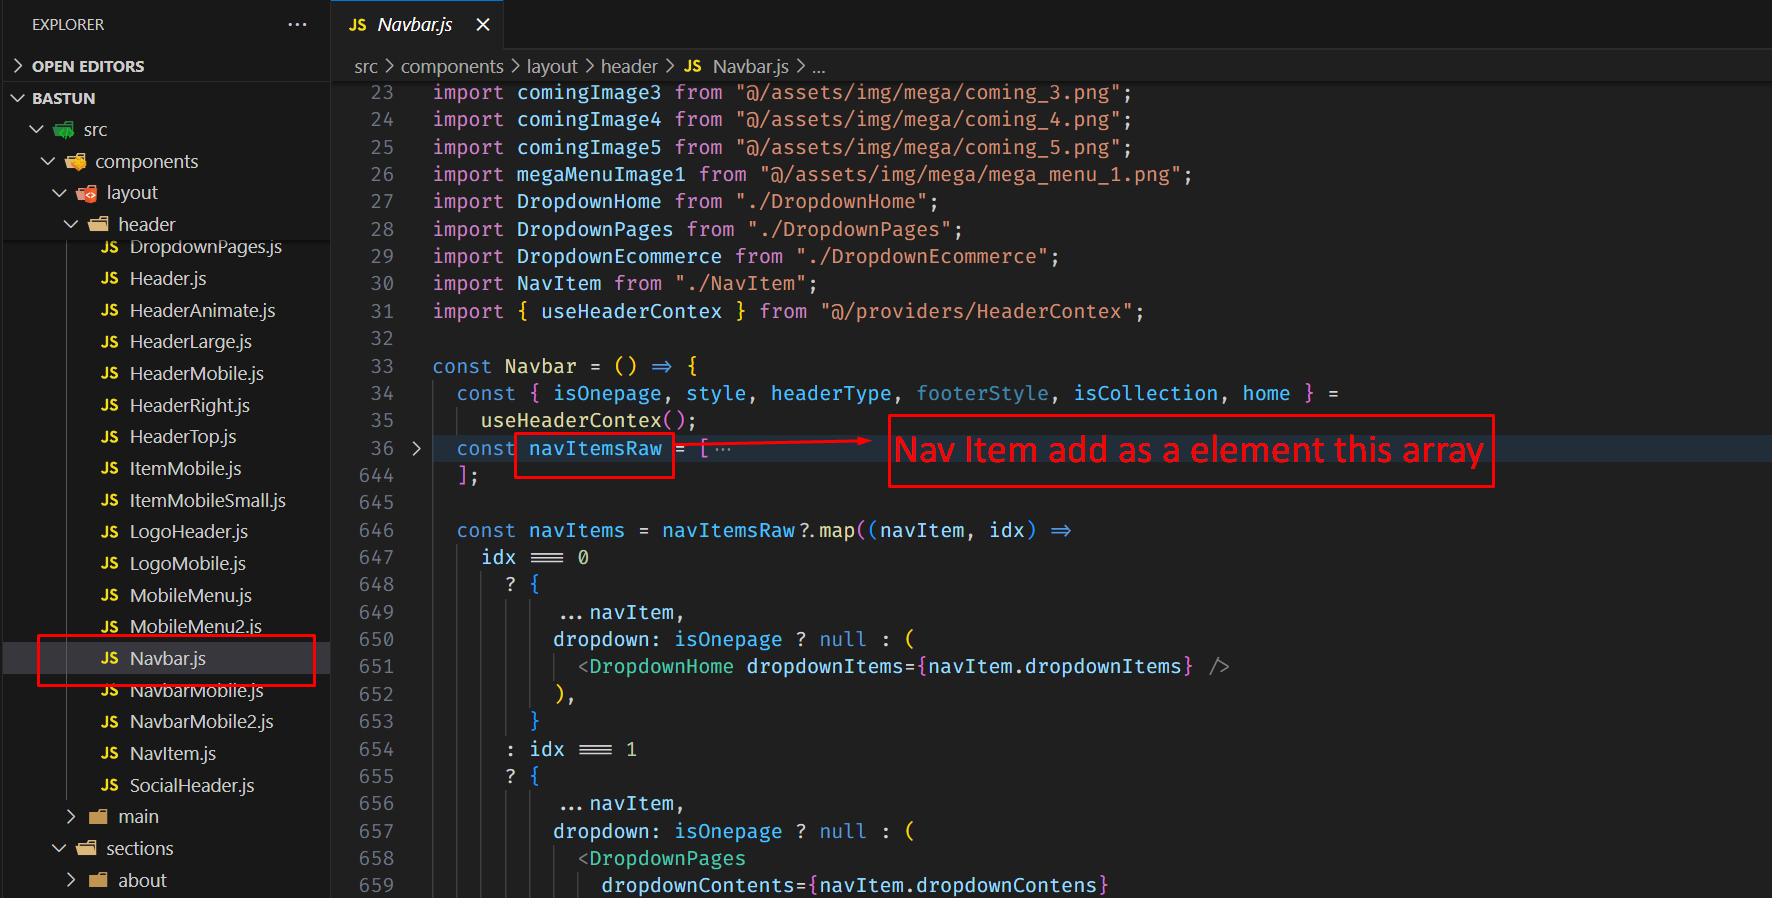 EXPLORER ...
OPEN EDITORS
BASTUN
src
components
layout
header
JS DropdownPages.js
JS Header.js
JS HeaderAnimate.js
JS HeaderLarge.js
JS HeaderMobile.js
JS HeaderRight.js
JS HeaderTop.js
JS ItemMobile.js
JS ItemMobileSmall.js
JS LogoHeader.js
JS LogoMobile.js
JS MobileMenu.js
JS MobileMenu2.js
JS Navbar.js
JS NavbarMobile.js
JS NavbarMobile2.js
JS NavItem.js
JS SocialHeader.js
main
sections
about
JS Navbar.js ×
src > components > layout > header > JS Navbar.js > ...
23 import comingImage3 from "@/assets/img/mega/coming_3.png";
24 import comingImage4 from "@/assets/img/mega/coming_4.png";
25 import comingImage5 from "@/assets/img/mega/coming_5.png";
26 import megaMenuImage1 from "@/assets/img/mega/mega_menu_1.png";
27 import DropdownHome from "./DropdownHome";
28 import DropdownPages from "./DropdownPages";
29 import DropdownEcommerce from "./DropdownEcommerce";
30 import NavItem from "./NavItem";
31 import { useHeaderContex } from "@/providers/HeaderContex";
32
33 const Navbar = () => {
34 const { isOnepage, style, headerType, footerStyle, isCollection, home } =
35 useHeaderContex();
36 const navItemsRaw = [ ...
Nav Item add as a element this array
644 ];
645
646 const navItems = navItemsRaw?.map((navItem, idx) =>
647 idx === 0
648 ? {
649 ...navItem,
650 dropdown: isOnepage ? null : (
651 <DropdownHome dropdownItems={navItem.dropdownItems} />
652 ),
653 }
654 : idx === 1
655 ? {
656 ...navItem,
657 dropdown: isOnepage ? null : (
658 <DropdownPages
659 dropdownContents={navItem.dropdownContens}